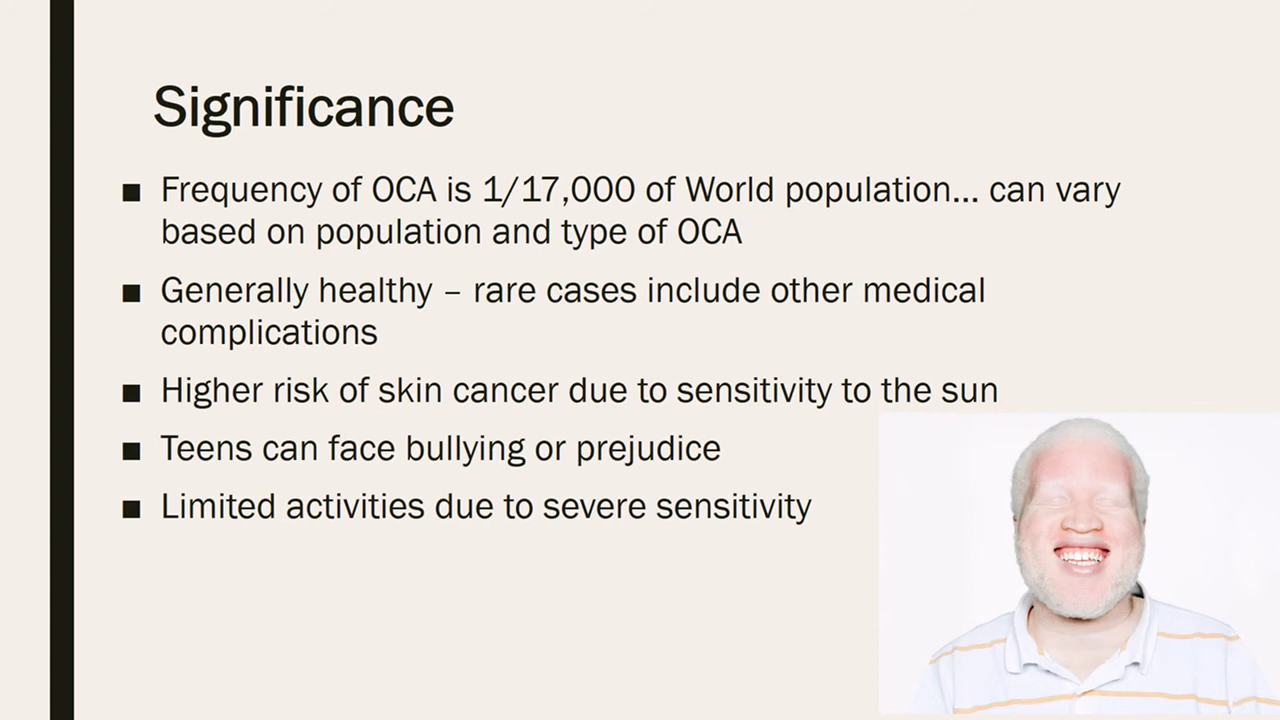 Significance
■ Frequency of OCA is 1/17,000 of World population... can vary
based on population and type of OCA
■ Generally healthy – rare cases include other medical
complications
■ Higher risk of skin cancer due to sensitivity to the sun
■ Teens can face bullying or prejudice
■ Limited activities due to severe sensitivity